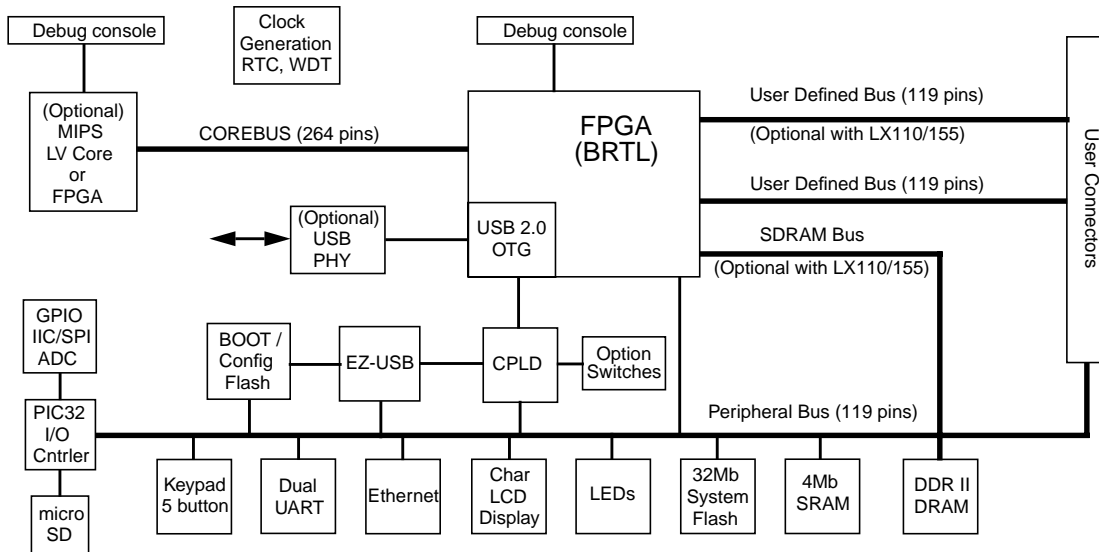 Debug console
Clock
Generation
RTC, WDT
Debug console
(Optional)
MIPS
LV Core
or
FPGA
COREBUS (264 pins)
FPGA
(BRTL)
User Defined Bus (119 pins)
(Optional with LX110/155)
User Defined Bus (119 pins)
User Connectors
(Optional)
USB
PHY
USB 2.0
OTG
SDRAM Bus
(Optional with LX110/155)
GPIO
IIC/SPI
ADC
BOOT /
Config
Flash
EZ-USB
CPLD
Option
Switches
PIC32
I/O
Cntrler
Peripheral Bus (119 pins)
micro
SD
Keypad
5 button
Dual
UART
Ethernet
Char
LCD
Display
LEDs
32Mb
System
Flash
4Mb
SRAM
DDR II
DRAM